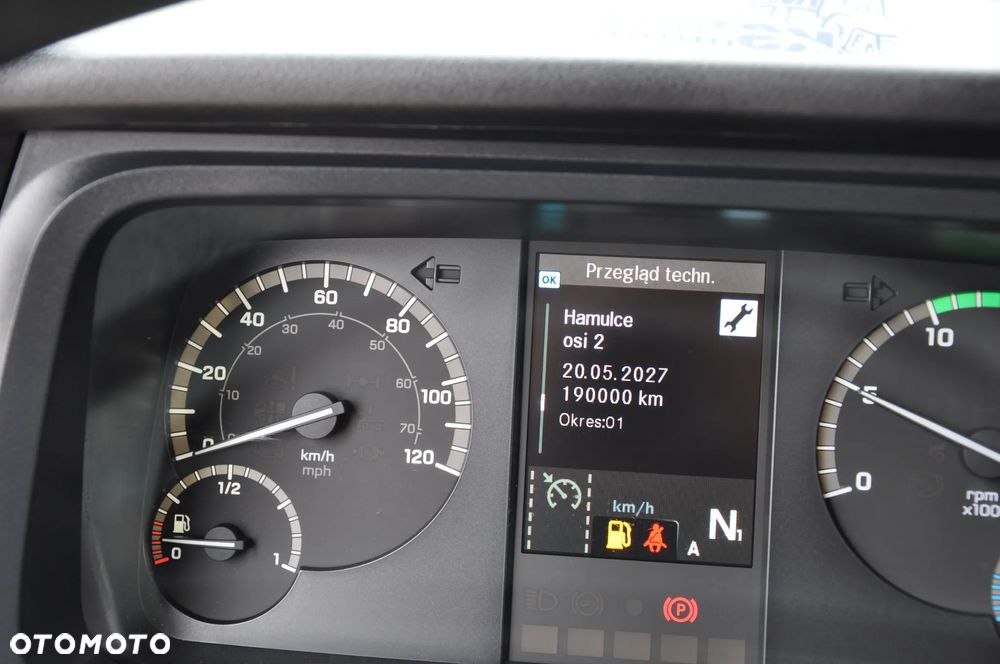 OK Przegląd techn.
Hamulce
osi 2
20.05.2027
190000 km
Okres:01
km/h
N1
A
P
0 20 40 60 80 100 120
10 20 30 40 50 60 70
km/h
mph
0 1/2 1
0 5 10
rpm
x100
OTOMOTO